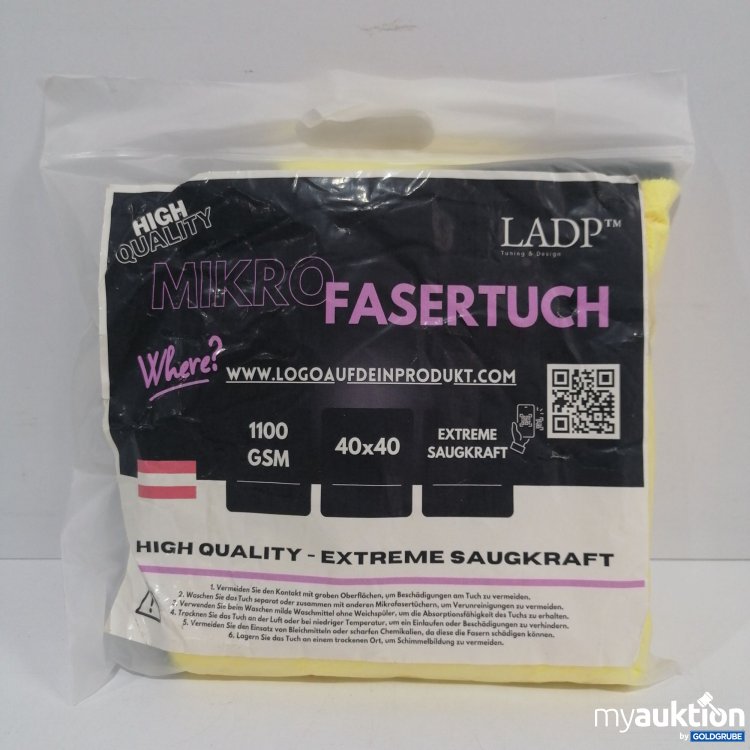 HIGH
QUALITY
LADP™
Tuning & Design
MIKRO
FASERTUCH
Where?
WWW.LOGOAUFDEINPRODUKT.COM
1100
GSM
40x40
EXTREME
SAUGKRAFT
HIGH QUALITY - EXTREME SAUGKRAFT
1. Vermeiden Sie den Kontakt mit groben Oberflächen, um Beschädigungen am Tuch zu vermeiden.
2. Waschen Sie das Tuch separat oder zusammen mit anderen Mikrofasertüchern, um Verunreinigungen zu vermeiden.
3. Verwenden Sie beim Waschen milde Waschmittel ohne Weichspüler, um die Absorptionsfähigkeit des Tuchs zu erhalten.
4. Trocknen Sie das Tuch an der Luft oder bei niedriger Temperatur, um ein Einlaufen oder Beschädigungen zu verhindern.
5. Vermeiden Sie den Einsatz von Bleichmitteln oder scharfen Chemikalien, da diese die Fasern schädigen können.
6. Lagern Sie das Tuch an einem trockenen Ort, um Schimmelbildung zu vermeiden.
myauktion
by GOLDGRUBE